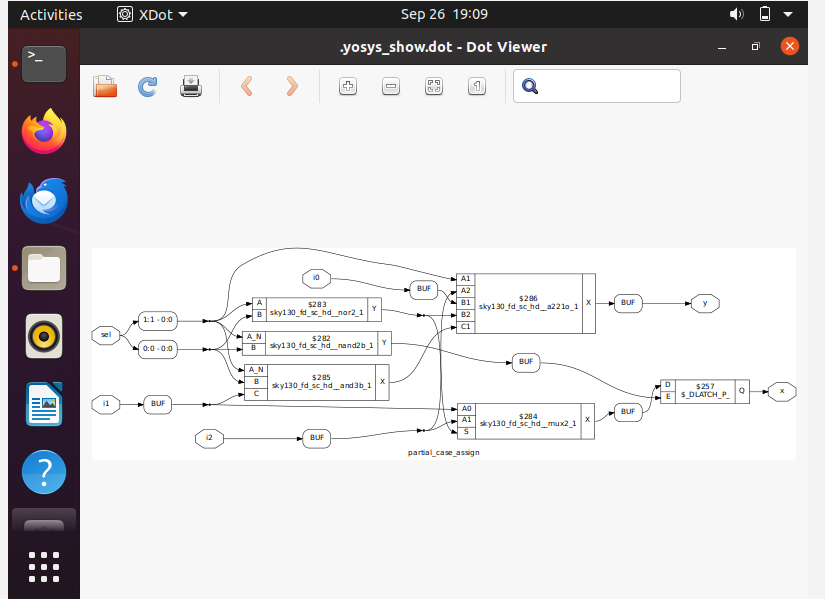 Activities XDot Sep 26 19:09
.yosys_show.dot - Dot Viewer
i0
BUF
A1
A2
B1
B2
C1
$286
sky130_fd_sc_hd__a221o_1
X
BUF
y
sel
1:1 - 0:0
0:0 - 0:0
A
B
$283
sky130_fd_sc_hd__nor2_1
Y
A_N
B
$282
sky130_fd_sc_hd__nand2b_1
Y
BUF
A_N
B
C
$285
sky130_fd_sc_hd__and3b_1
X
D
E
$257
$_DLATCH_P_
Q
x
i1
BUF
A0
A1
S
$284
sky130_fd_sc_hd__mux2_1
X
BUF
i2
BUF
partial_case_assign